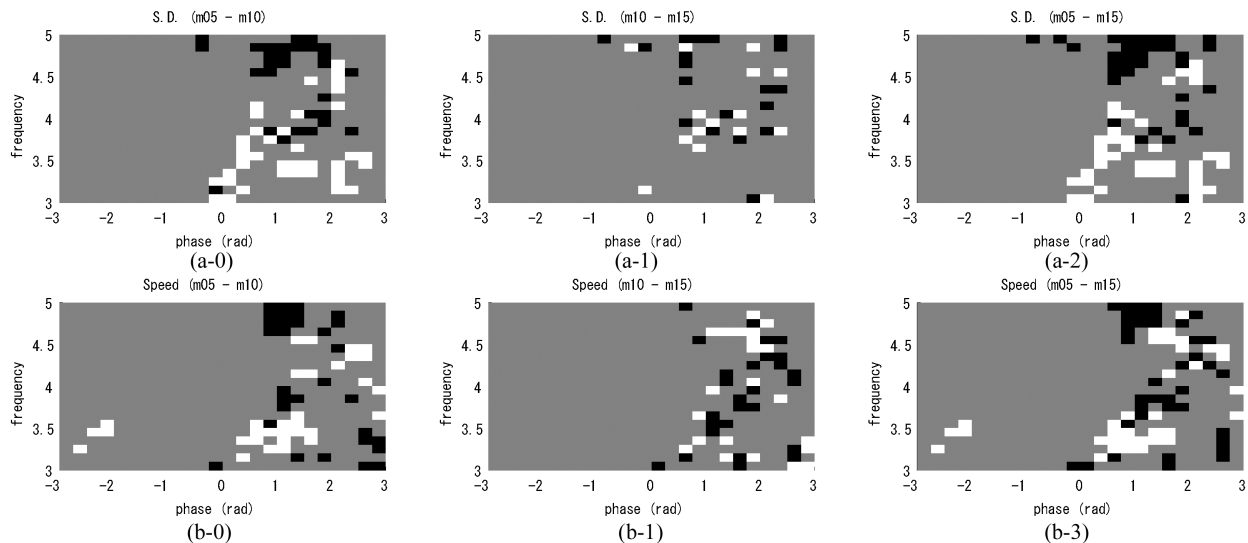 S.D. (m05 - m10)
5
4.5
4
3.5
3
frequency
-3 -2 -1 0 1 2 3
phase (rad)
(a-0)
S.D. (m10 - m15)
5
4.5
4
3.5
3
frequency
-3 -2 -1 0 1 2 3
phase (rad)
(a-1)
S.D. (m05 - m15)
5
4.5
4
3.5
3
frequency
-3 -2 -1 0 1 2 3
phase (rad)
(a-2)
Speed (m05 - m10)
5
4.5
4
3.5
3
frequency
-3 -2 -1 0 1 2 3
phase (rad)
(b-0)
Speed (m10 - m15)
5
4.5
4
3.5
3
frequency
-3 -2 -1 0 1 2 3
phase (rad)
(b-1)
Speed (m05 - m15)
5
4.5
4
3.5
3
frequency
-3 -2 -1 0 1 2 3
phase (rad)
(b-3)